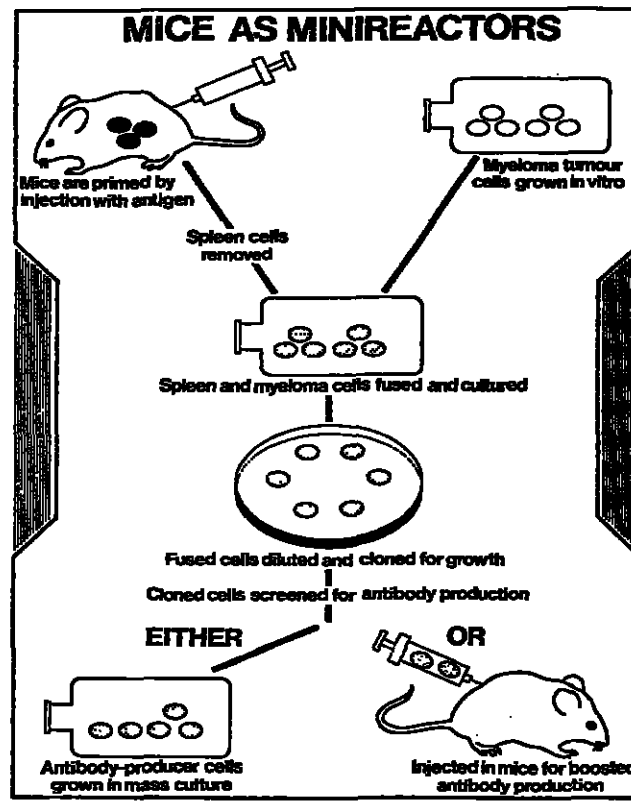 MICE AS MINIREACTORS
Mice are primed by
injection with antigen
Myeloma tumour
cells grown in vitro
Spleen cells
removed
Spleen and myeloma cells fused and cultured
Fused cells diluted and cloned for growth
Cloned cells screened for antibody production
EITHER
OR
Antibody-producer cells
grown in mass culture
Injected in mice for boosted
antibody production